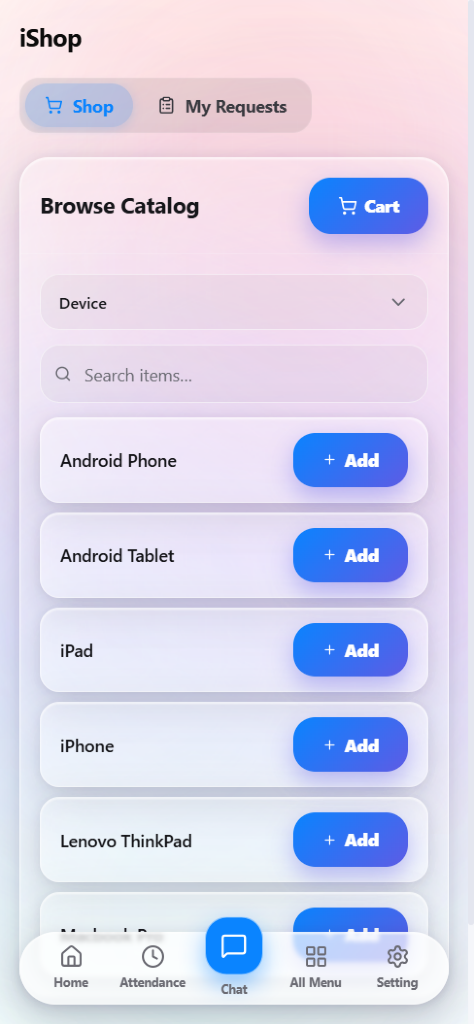 iShop
Shop
My Requests
Browse Catalog
Cart
Device
Search items...
Android Phone
+ Add
Android Tablet
+ Add
iPad
+ Add
iPhone
+ Add
Lenovo ThinkPad
+ Add
+ Add
Home
Attendance
Chat
All Menu
Setting